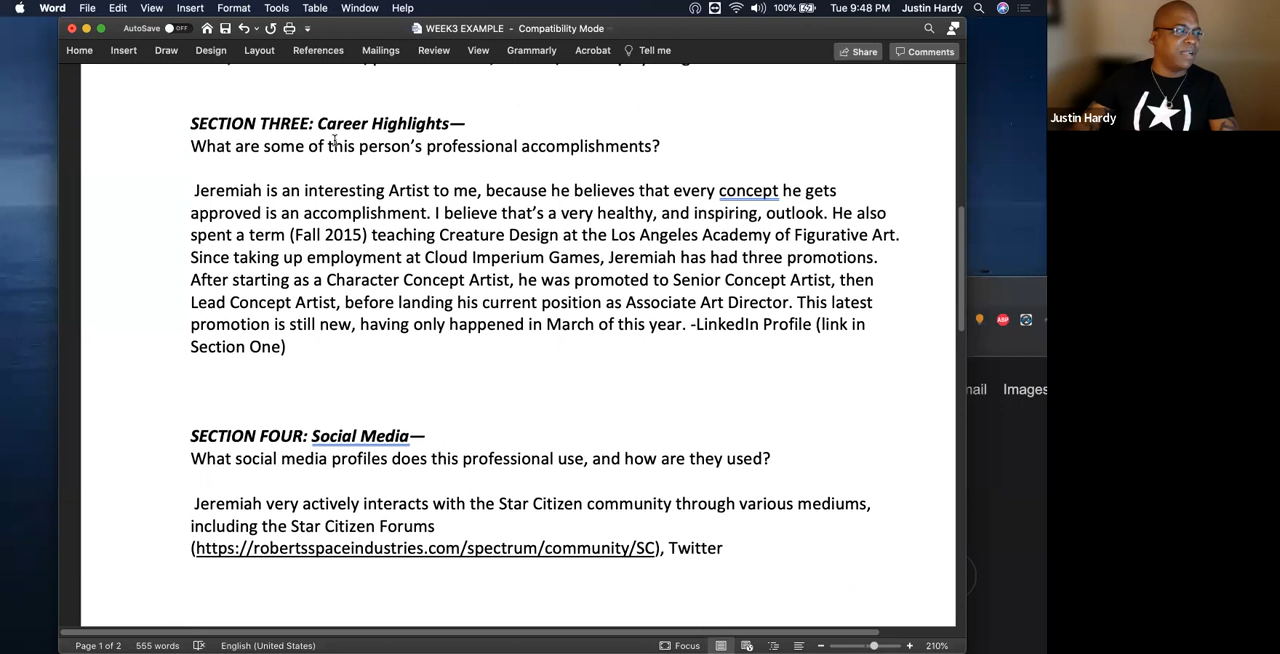 Word File Edit View Insert Format Tools Table Window Help 100% Tue 9:48 PM Justin Hardy
AutoSave OFF WEEK3 EXAMPLE - Compatibility Mode
Home Insert Draw Design Layout References Mailings Review View Grammarly Acrobat Tell me Share Comments
SECTION THREE: Career Highlights—
What are some of this person's professional accomplishments?
Jeremiah is an interesting Artist to me, because he believes that every concept he gets
approved is an accomplishment. I believe that's a very healthy, and inspiring, outlook. He also
spent a term (Fall 2015) teaching Creature Design at the Los Angeles Academy of Figurative Art.
Since taking up employment at Cloud Imperium Games, Jeremiah has had three promotions.
After starting as a Character Concept Artist, he was promoted to Senior Concept Artist, then
Lead Concept Artist, before landing his current position as Associate Art Director. This latest
promotion is still new, having only happened in March of this year. -LinkedIn Profile (link in
Section One)
SECTION FOUR: Social Media—
What social media profiles does this professional use, and how are they used?
Jeremiah very actively interacts with the Star Citizen community through various mediums,
including the Star Citizen Forums
(https://robertsspaceindustries.com/spectrum/community/SC), Twitter
Page 1 of 2 555 words English (United States) Focus 210%
ABP
mail Images
Justin Hardy